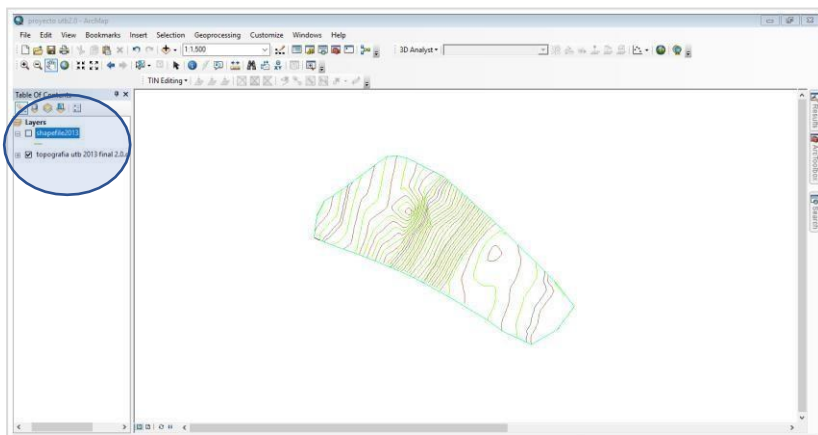 proyecto utb2.0 - ArcMap
File Edit View Bookmarks Insert Selection Geoprocessing Customize Windows Help
1:1.500
3D Analyst
TIN Editing
Table Of Contents
Layers
shapefile2013
topografia utb 2013 final 2.0.
Results
ArcToolbox
Search